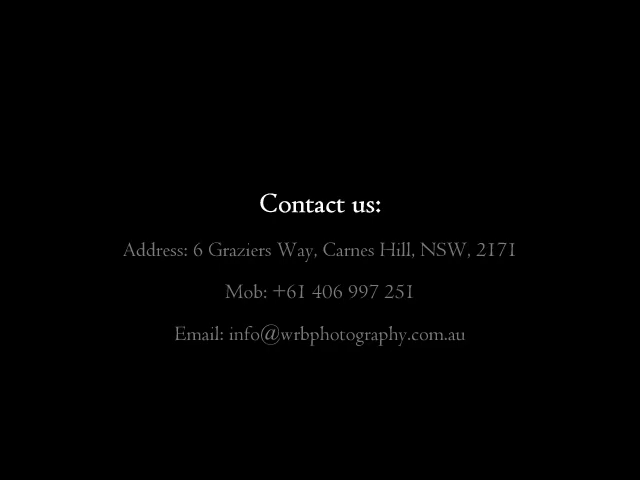 Contact us:
Address: 6 Graziers Way, Carnes Hill, NSW, 2171
Mob: +61 406 997 251
Email: info@wrbphotography.com.au